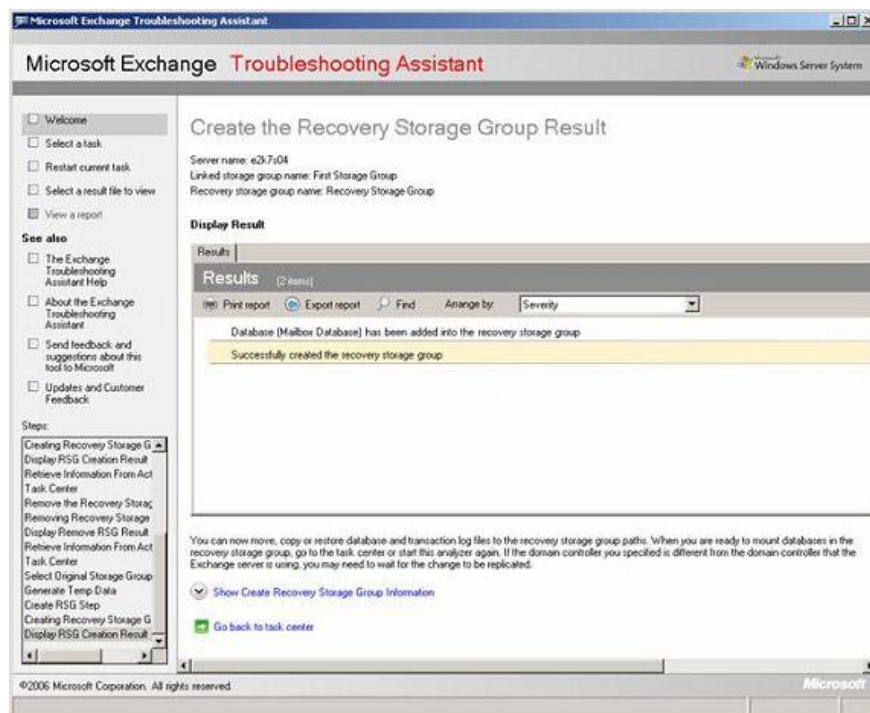 Microsoft Exchange Troubleshooting Assistant
Microsoft Exchange Troubleshooting Assistant
Windows Server System
Welcome
Select a task
Restart current task
Select a result file to view
View a report
See also
The Exchange
Troubleshooting
Assistant Help
About the Exchange
Troubleshooting
Assistant
Send feedback and
suggestions about this
tool to Microsoft
Updates and Customer
Feedback
Steps:
Creating Recovery Storage G
Display RSG Creation Result
Retrieve Information From Act
Task Center
Remove the Recovery Storag
Removing Recovery Storage
Display Remove RSG Result
Retrieve Information From Act
Task Center
Select Original Storage Group
Generate Temp Data
Create RSG Step
Creating Recovery Storage G
Display RSG Creation Result
Create the Recovery Storage Group Result
Server name: e2k7s04
Linked storage group name: First Storage Group
Recovery storage group name: Recovery Storage Group
Display Result
Results
Results (2 items)
Print report Export report Find Arrange by: Severity
Database (Mailbox Database) has been added into the recovery storage group
Successfully created the recovery storage group
You can now move, copy or restore database and transaction log files to the recovery storage group paths. When you are ready to mount databases in the
recovery storage group, go to the task center or start this analyzer again. If the domain controller you specified is different from the domain controller that the
Exchange server is using, you may need to wait for the change to be replicated.
Show Create Recovery Storage Group Information
Go back to task center
©2006 Microsoft Corporation. All rights reserved.
Microsoft